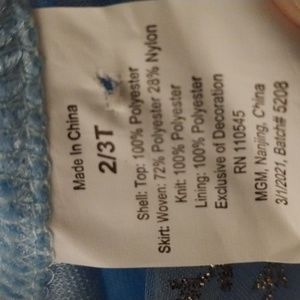 Made In China
2/3T
Shell: Top: 100% Polyester
Skirt: Woven: 72% Polyester 28% Nylon
Knit: 100% Polyester
Lining: 100% Polyester
Exclusive of Decoration
RN 110545
MGM, Nanjing, China
3/1/2021, Batch# 5208